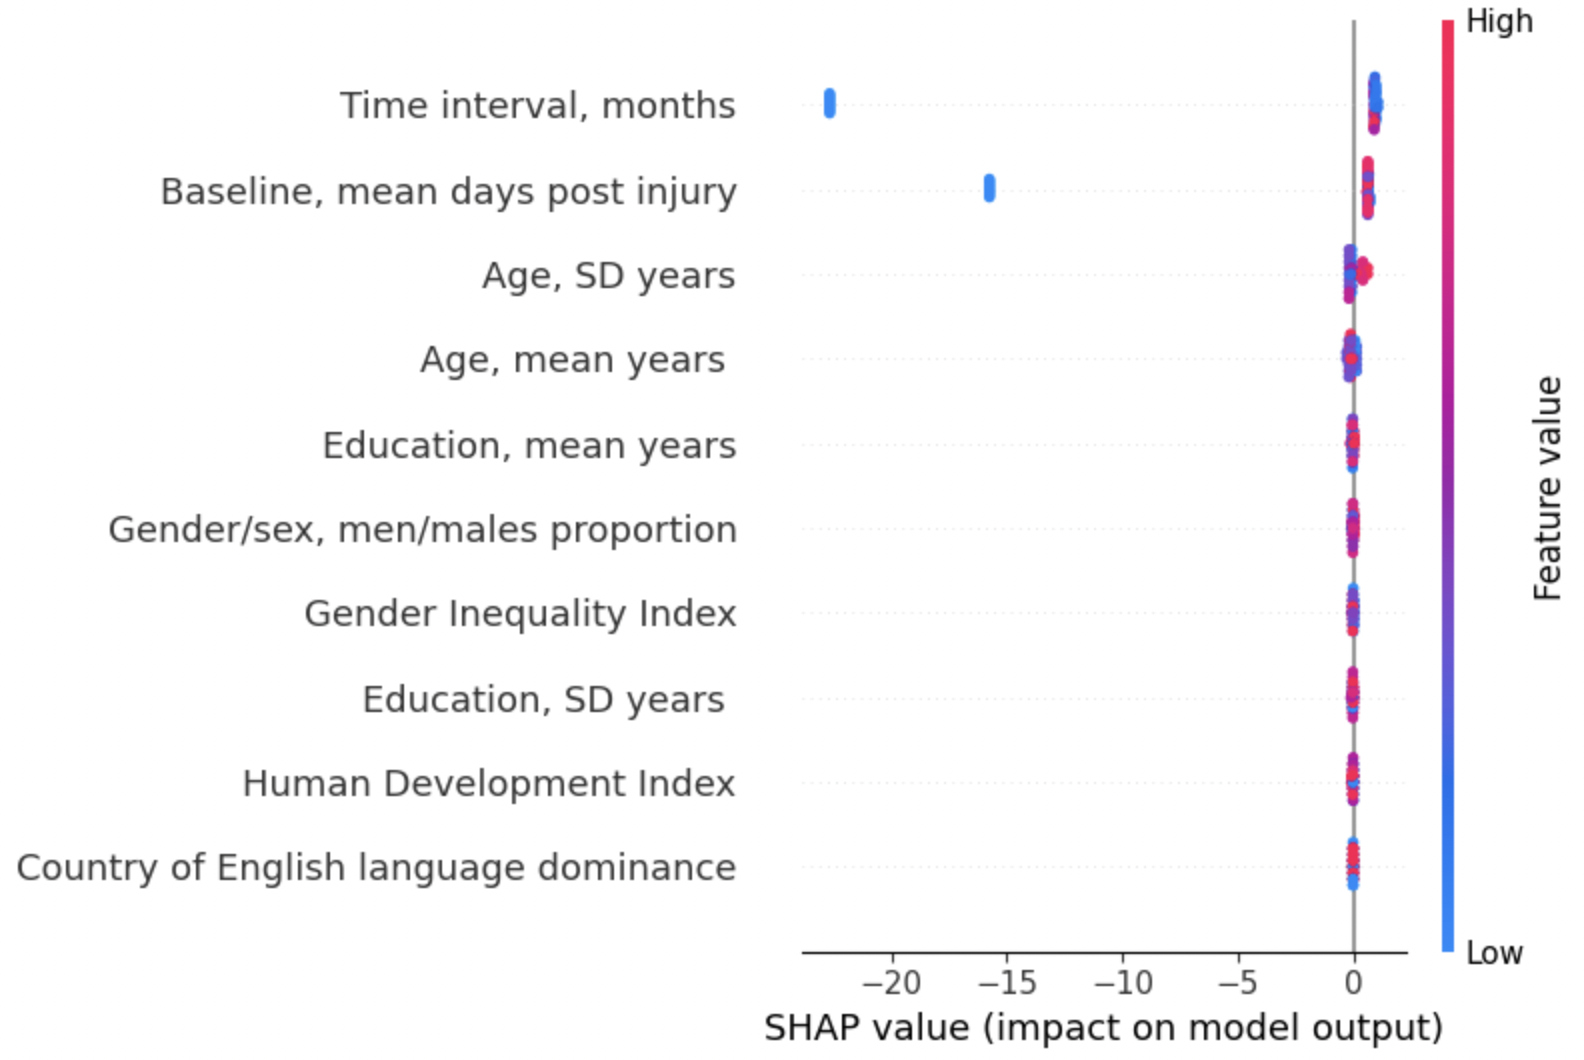 High
Time interval, months
Baseline, mean days post injury
Age, SD years
Age, mean years
Education, mean years
Gender/sex, men/males proportion
Gender Inequality Index
Education, SD years
Human Development Index
Country of English language dominance
Feature value
Low
−20 −15 −10 −5 0
SHAP value (impact on model output)